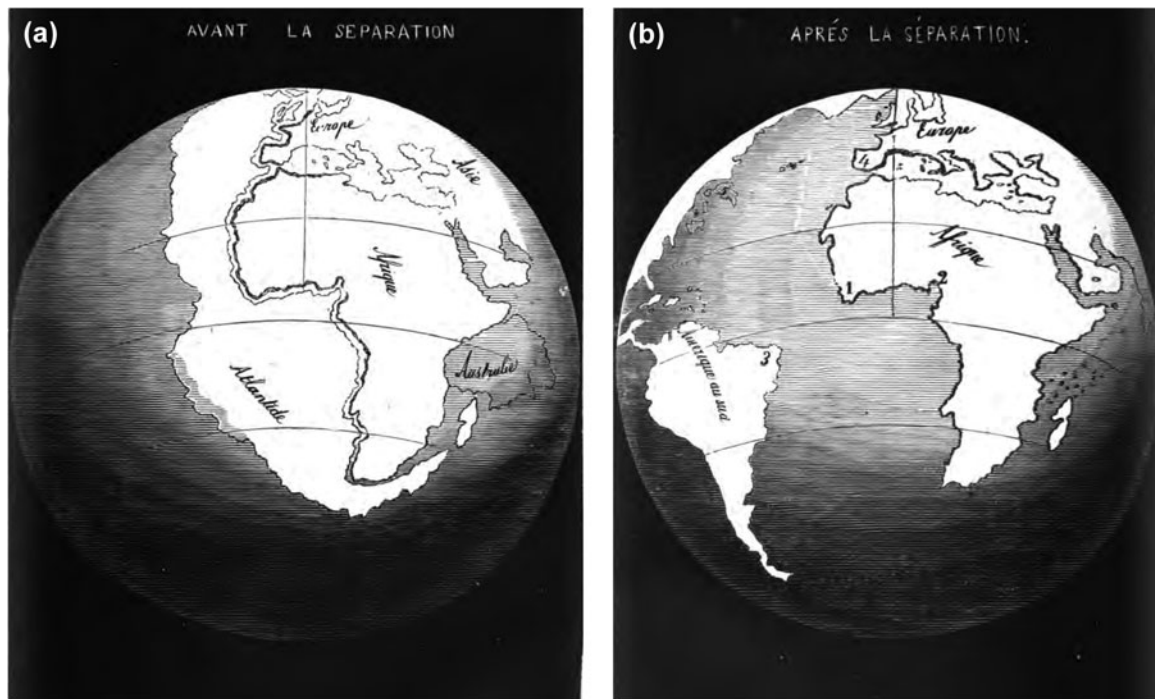 (a)
AVANT LA SEPARATION
Europe
Asie
Afrique
Australie
Atlantide
(b)
APRÉS LA SÉPARATION.
Europe
4
Afrique
1
2
3
Amérique au sud